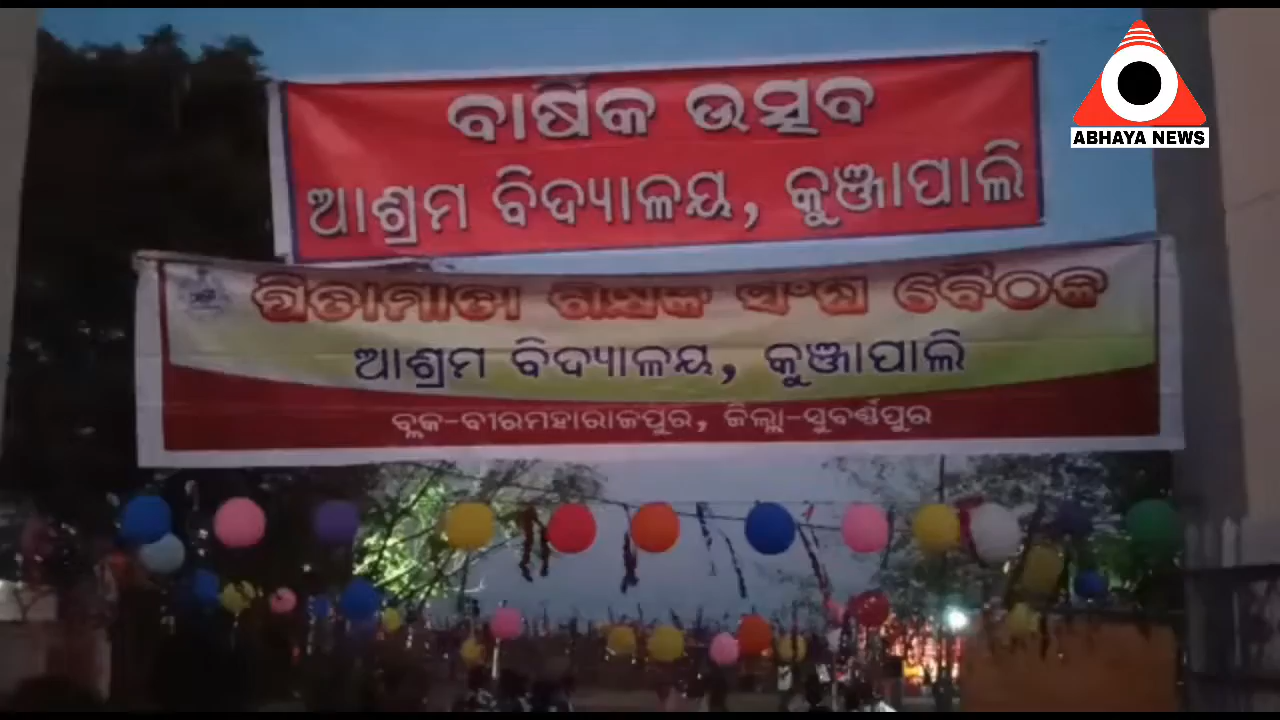 ବାର୍ଷିକ ଉତ୍ସବ
ABHAYA NEWS
ଆଶ୍ରମ ବିଦ୍ୟାଳୟ, କୁଞ୍ଜାପାଲି
ପିତାମାତା ଶିକ୍ଷକ ସଂଘ ବୈଠକ
ଆଶ୍ରମ ବିଦ୍ୟାଳୟ, କୁଞ୍ଜାପାଲି
ବ୍ଲକ-ବୀରମହାରାଜପୁର, ଜିଲ୍ଲା-ସୁବର୍ଣ୍ଣପୁର